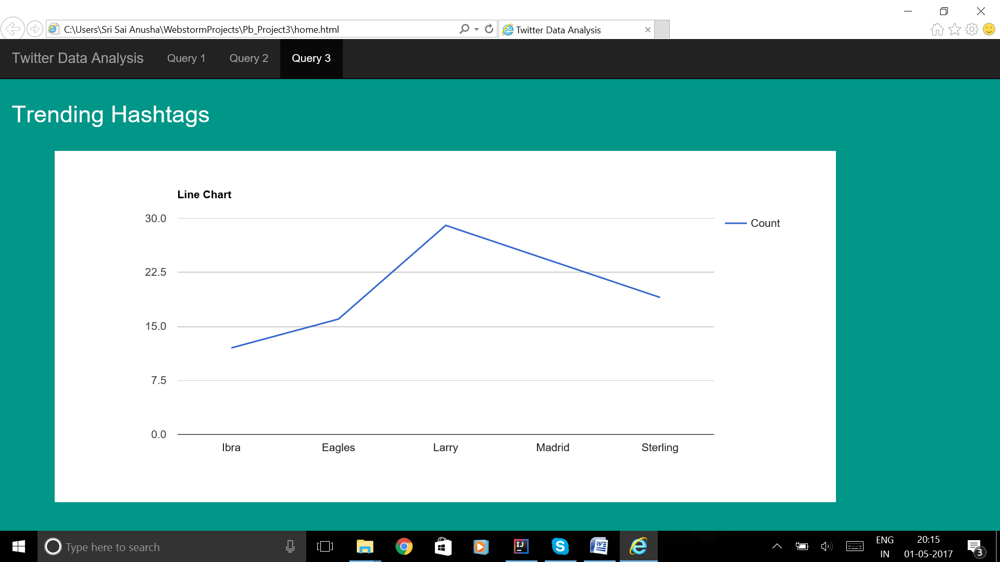 C:\Users\Sri Sai Anusha\WebstormProjects\Pb_Project3\home.html
Twitter Data Analysis
Twitter Data Analysis Query 1 Query 2 Query 3
Trending Hashtags
Line Chart
30.0
22.5
15.0
7.5
0.0
Count
Ibra Eagles Larry Madrid Sterling
Type here to search
IJ
S
W
ENG
IN
20:15
01-05-2017
3